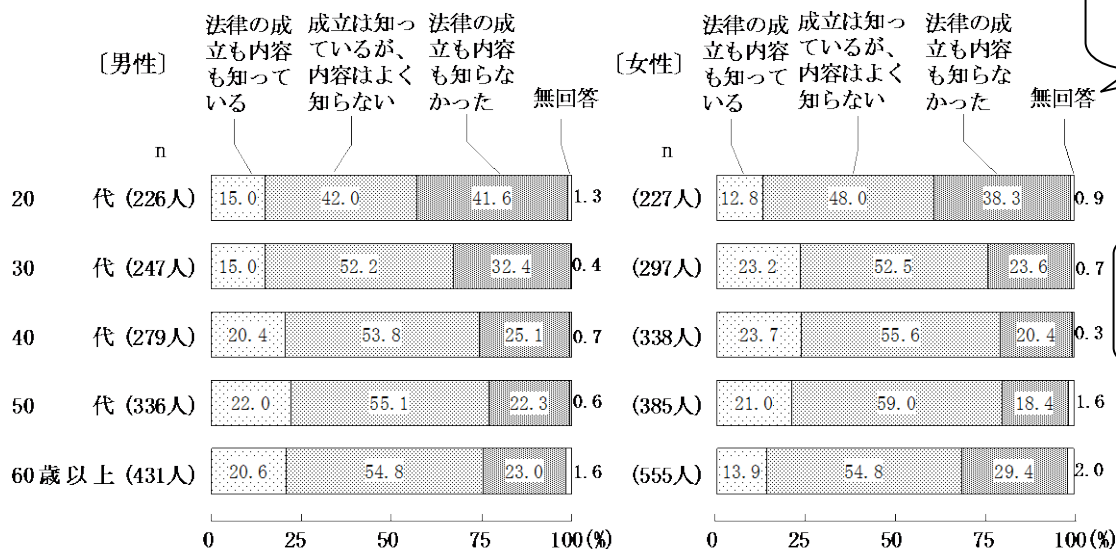 〔男性〕
法律の成
立も内容
も知って
いる
成立は知っ
ているが、
内容はよく
知らない
法律の成
立も内容
も知らな
かった
無回答
n
20 代 (226人) 15.0 42.0 41.6 1.3
30 代 (247人) 15.0 52.2 32.4 0.4
40 代 (279人) 20.4 53.8 25.1 0.7
50 代 (336人) 22.0 55.1 22.3 0.6
60歳以上 (431人) 20.6 54.8 23.0 1.6
0 25 50 75 100(%)
〔女性〕
法律の成
立も内容
も知って
いる
成立は知っ
ているが、
内容はよく
知らない
法律の成
立も内容
も知らな
かった
無回答
n
(227人) 12.8 48.0 38.3 0.9
(297人) 23.2 52.5 23.6 0.7
(338人) 23.7 55.6 20.4 0.3
(385人) 21.0 59.0 18.4 1.6
(555人) 13.9 54.8 29.4 2.0
0 25 50 75 100(%)